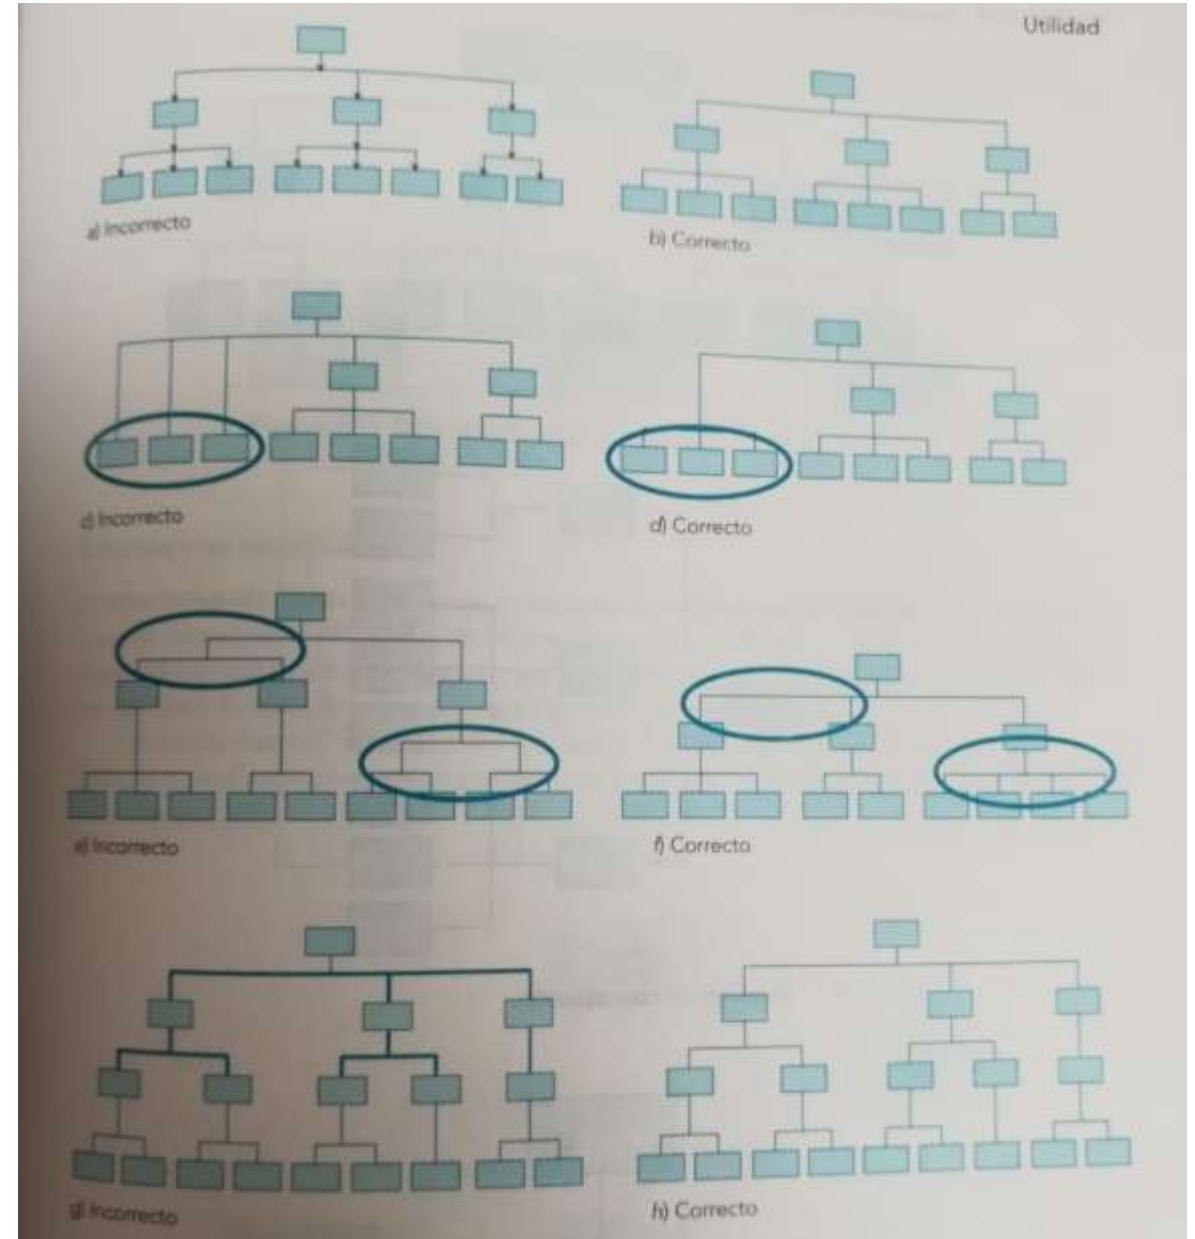 Utilidad
a) Incorrecto
b) Correcto
c) Incorrecto
d) Correcto
e) Incorrecto
f) Correcto
g) Incorrecto
h) Correcto